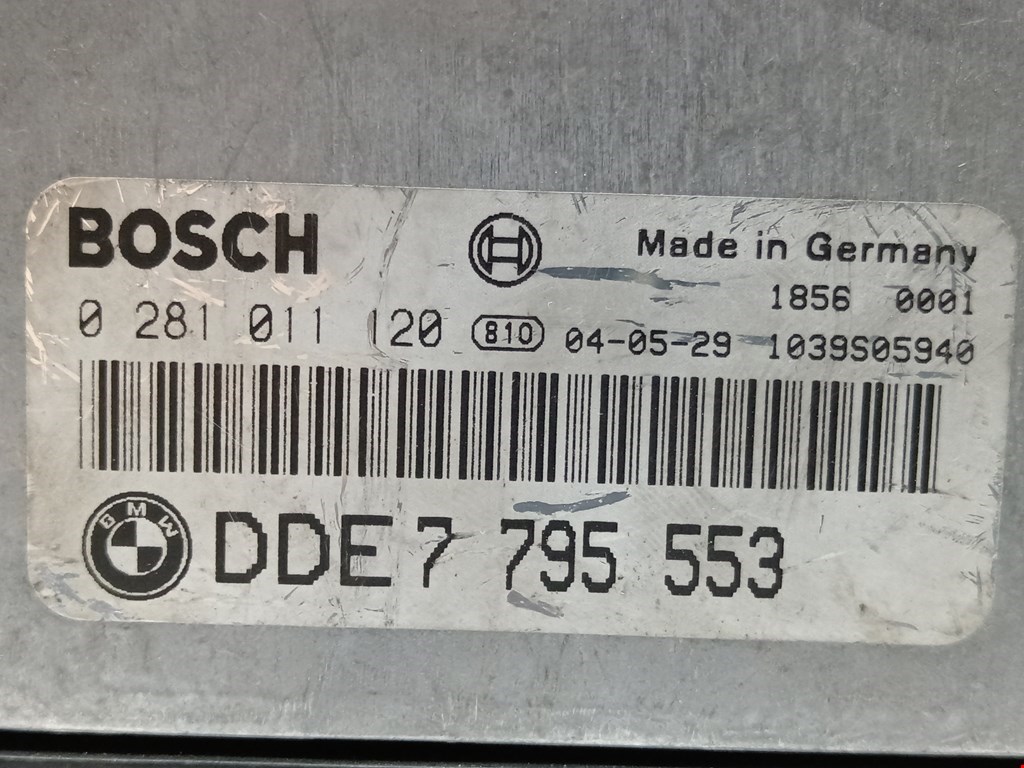 BOSCH Made in Germany
1856 0001
0 281 011 120 810 04-05-29 1039S05940
BMW DDE7 795 553